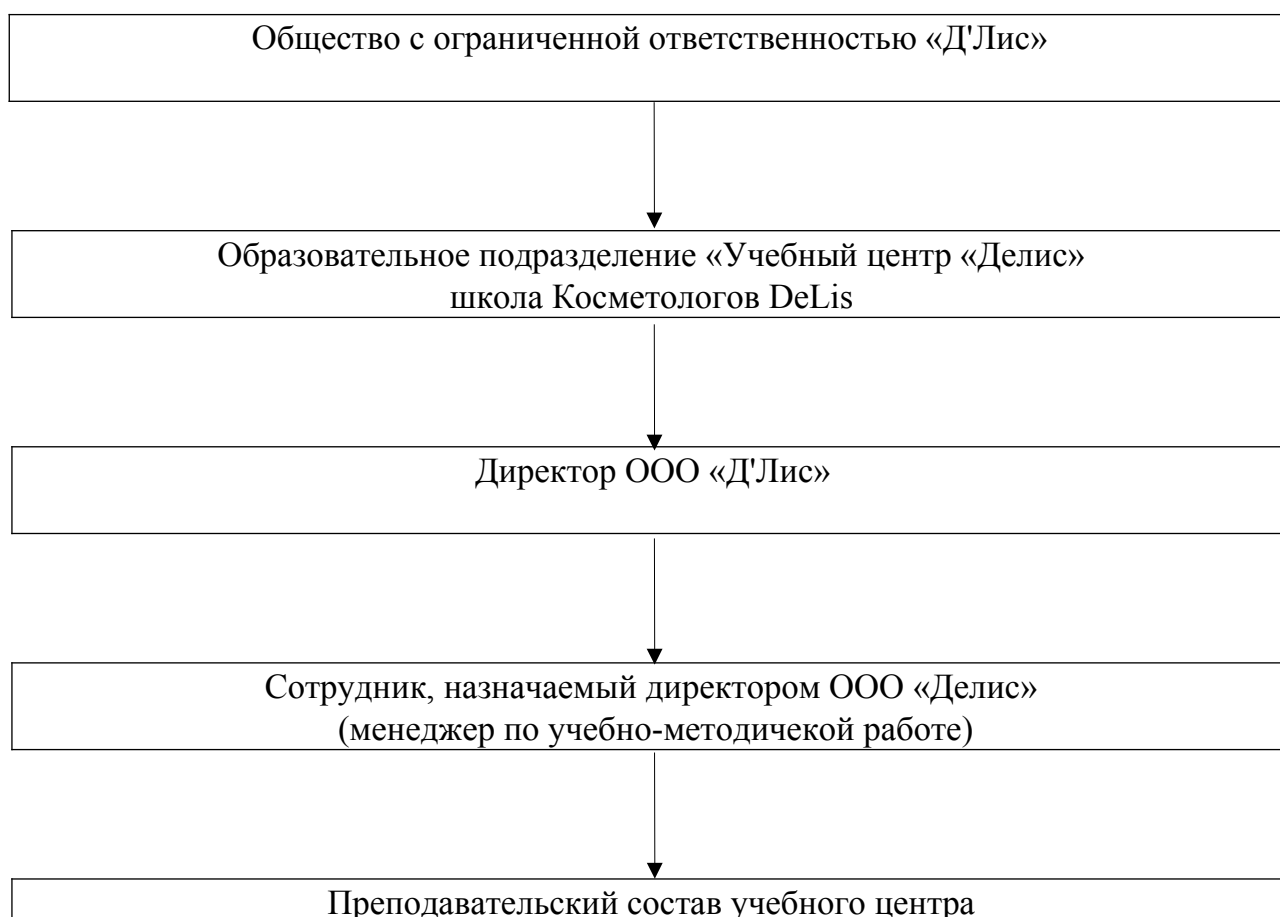 Общество с ограниченной ответственностью «Д'Лис»
Образовательное подразделение «Учебный центр «Делис»
школа Косметологов DeLis
Директор ООО «Д'Лис»
Сотрудник, назначаемый директором ООО «Делис»
(менеджер по учебно-методичекой работе)
Преподавательский состав учебного центра